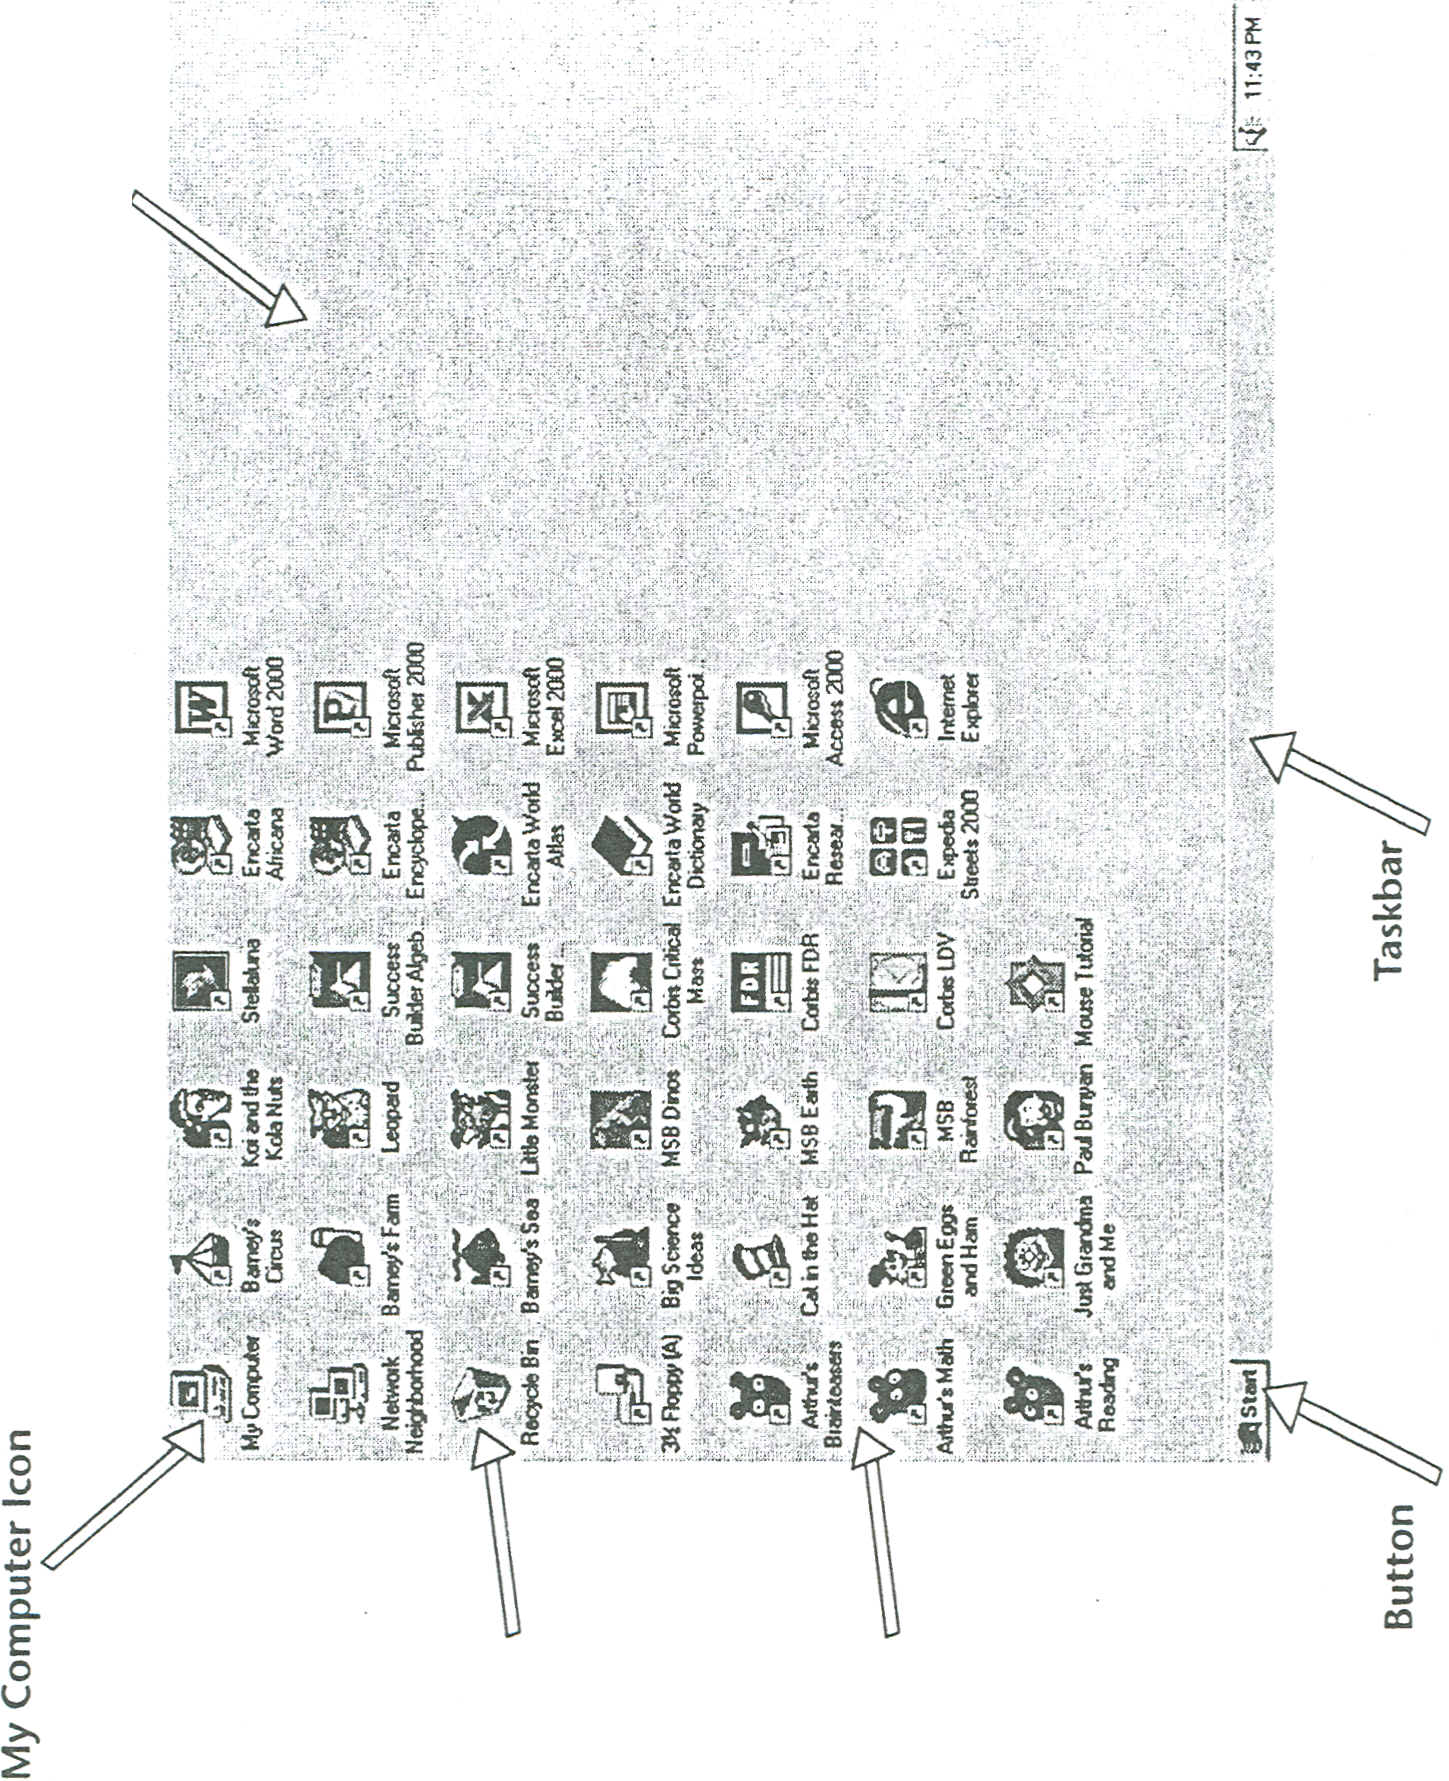 My Computer Icon
My Computer
Barney's
Circus
Koi and the
Kola Nuts
Stellaluna
Encarta
Africana
Microsoft
Word 2000
Network
Neighborhood
Barney's Farm
Leopard
Success
Builder Algeb...
Encarta
Encyclope...
Microsoft
Publisher 2000
Recycle Bin
Barney's Sea
Little Monster
Success
Builder ...
Encarta World
Atlas
Microsoft
Excel 2000
3½ Floppy (A)
Big Science
Ideas
MSB Dinos
Corbis Critical
Mass
Encarta World
Dictionary
Microsoft
Powerpoi...
Arthur's
Brainteasers
Cat in the Hat
MSB Earth
FDR
Corbis FDR
Encarta
Resear...
Microsoft
Access 2000
Arthur's Math
Green Eggs
and Ham
MSB
Rainforest
Corbis LDV
Expedia
Streets 2000
Internet
Explorer
Arthur's
Reading
Just Grandma
and Me
Paul Bunyan
Mouse Tutorial
Start
11:43 PM
Button
Taskbar